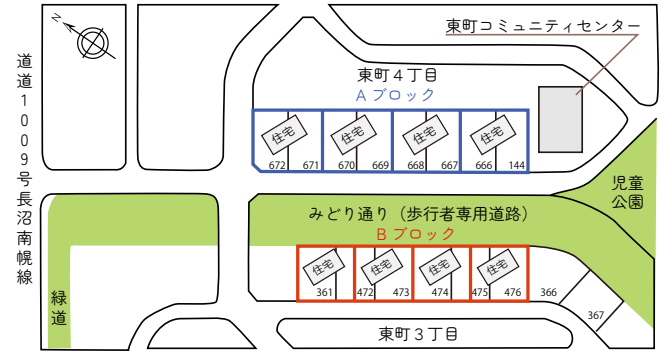 N
東町コミュニティセンター
道道1009号長沼南幌線
東町4丁目
Aブロック
住宅 住宅 住宅 住宅
672 671 670 669 668 667 666 144
児童
公園
みどり通り（歩行者専用道路）
Bブロック
住宅 住宅 住宅 住宅
361 472 473 474 475 476 366
367
緑道
東町3丁目